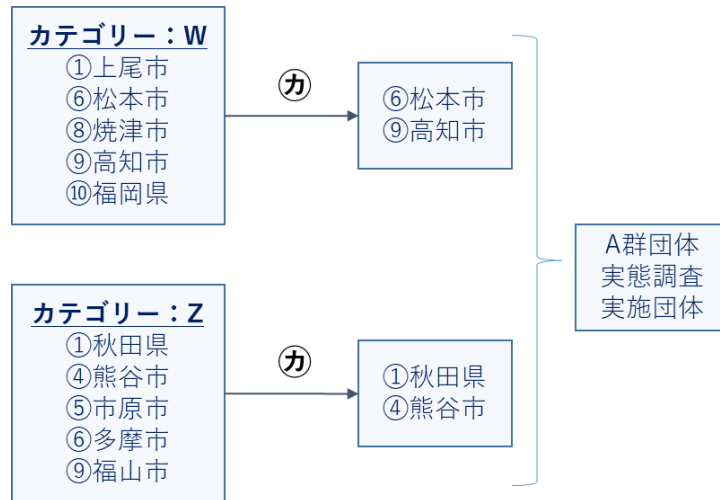 カテゴリー：W
①上尾市
⑥松本市
⑧焼津市
⑨高知市
⑩福岡県
㋕
⑥松本市
⑨高知市
カテゴリー：Z
①秋田県
④熊谷市
⑤市原市
⑥多摩市
⑨福山市
㋕
①秋田県
④熊谷市
A群団体
実態調査
実施団体